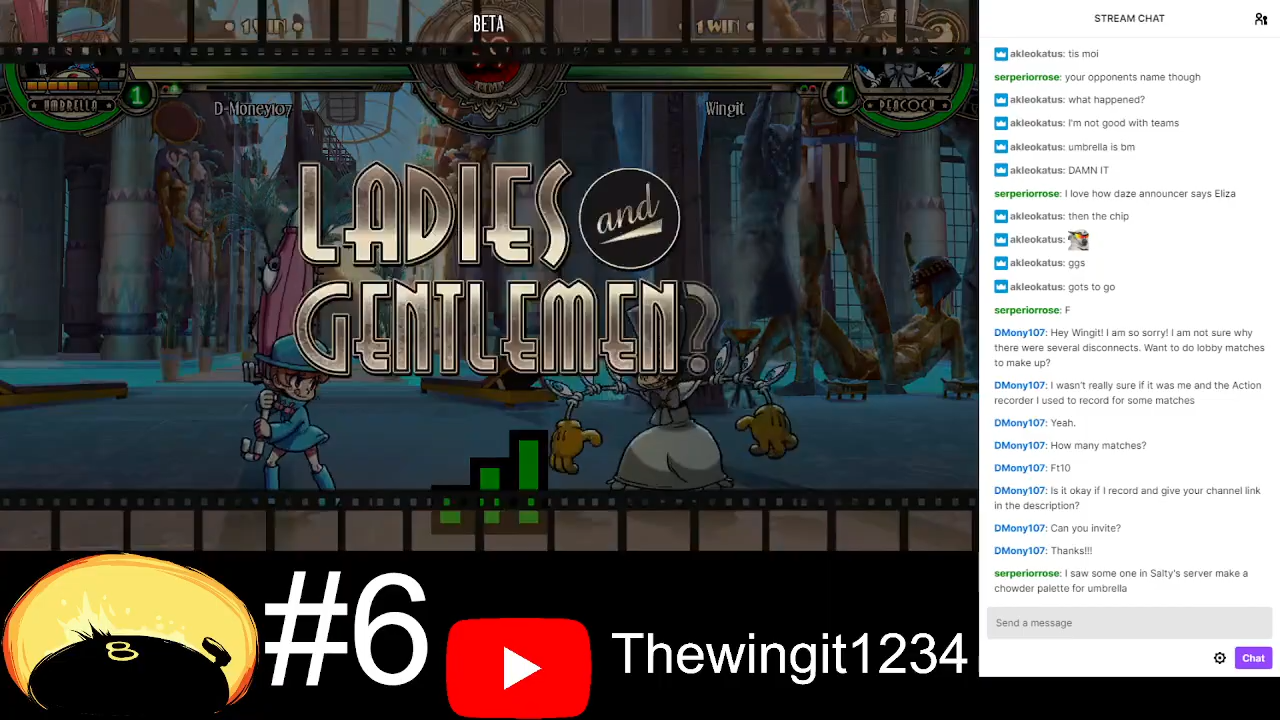 1 WIN
BETA
1 WIN
UMBRELLA
1
D-Money107
Wingit
1
PEACOCK
LADIES and
GENTLEMEN?
8
#6
Thewingit1234
STREAM CHAT
akleokatus: tis moi
serperiorrose: your opponents name though
akleokatus: what happened?
akleokatus: I'm not good with teams
akleokatus: umbrella is bm
akleokatus: DAMN IT
serperiorrose: I love how daze announcer says Eliza
akleokatus: then the chip
akleokatus:
akleokatus: ggs
akleokatus: gots to go
serperiorrose: F
DMony107: Hey Wingit! I am so sorry! I am not sure why
there were several disconnects. Want to do lobby matches
to make up?
DMony107: I wasn't really sure if it was me and the Action
recorder I used to record for some matches
DMony107: Yeah.
DMony107: How many matches?
DMony107: Ft10
DMony107: Is it okay if I record and give your channel link
in the description?
DMony107: Can you invite?
DMony107: Thanks!!!
serperiorrose: I saw some one in Salty's server make a
chowder palette for umbrella
Send a message
Chat